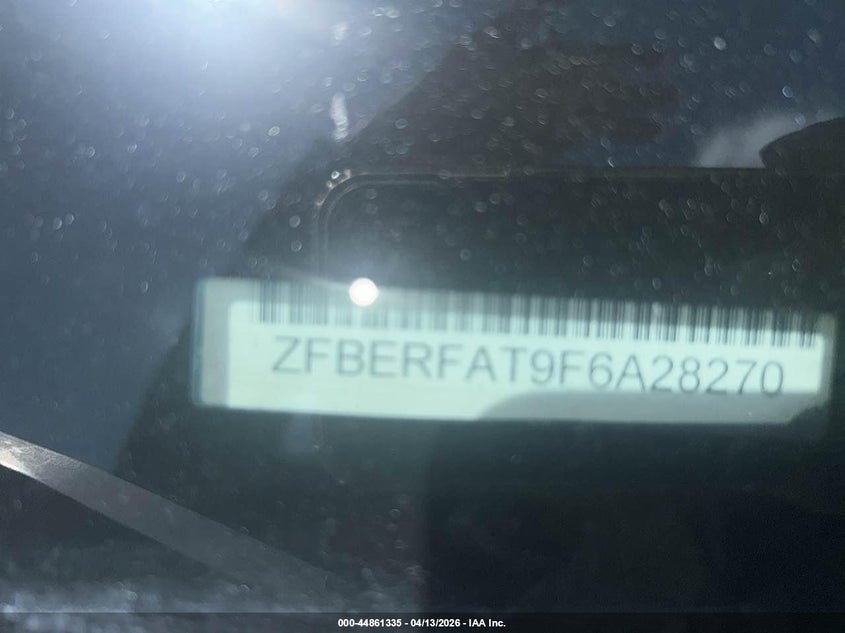 ZFBERFAT9F6A28270
000-44861335 - 04/13/2026 - IAA Inc.